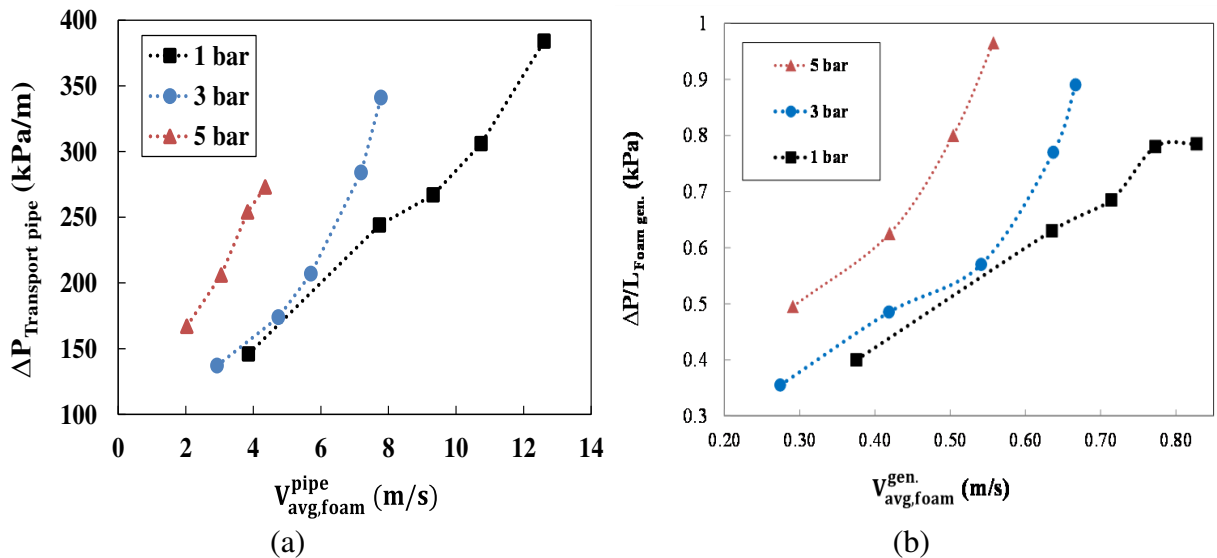 400
350
300
250
200
150
100
0 2 4 6 8 10 12 14
ΔP Transport pipe (kPa/m)
V pipe avg,foam (m/s)
1 bar
3 bar
5 bar
(a)
1
0.9
0.8
0.7
0.6
0.5
0.4
0.3
0.20 0.30 0.40 0.50 0.60 0.70 0.80
ΔP/L Foam gen. (kPa)
V gen. avg,foam (m/s)
5 bar
3 bar
1 bar
(b)